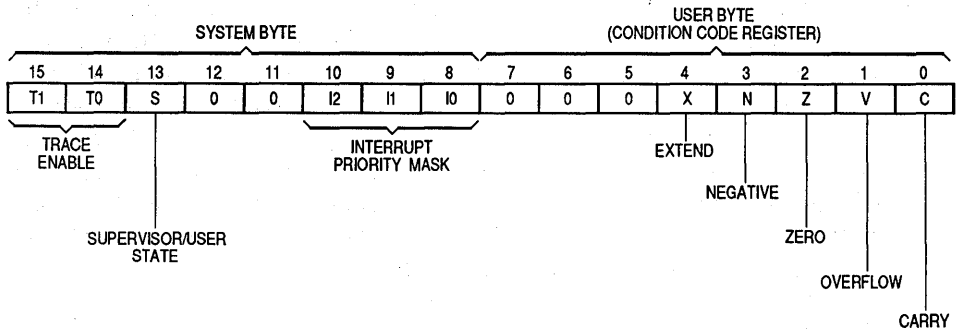 SYSTEM BYTE
USER BYTE
(CONDITION CODE REGISTER)
15 14 13 12 11 10 9 8 7 6 5 4 3 2 1 0
T1 T0 S 0 0 I2 I1 I0 0 0 0 X N Z V C
TRACE
ENABLE
INTERRUPT
PRIORITY MASK
EXTEND
NEGATIVE
SUPERVISOR/USER
STATE
ZERO
OVERFLOW
CARRY